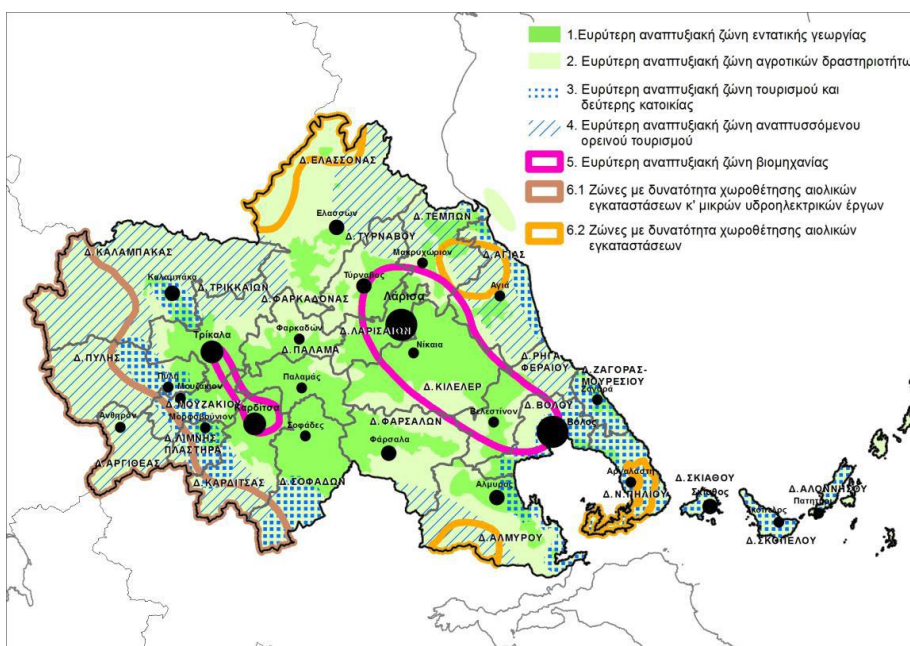 1.Ευρύτερη αναπτυξιακή ζώνη εντατικής γεωργίας
2. Ευρύτερη αναπτυξιακή ζώνη αγροτικών δραστηριοτήτω
3. Ευρύτερη αναπτυξιακή ζώνη τουρισμού και
δεύτερης κατοικίας
4. Ευρύτερη αναπτυξιακή ζώνη αναπτυσσόμενου
ορεινού τουρισμού
5. Ευρύτερη αναπτυξιακή ζώνη βιομηχανίας
6.1 Ζώνες με δυνατότητα χωροθέτησης αιολικών
εγκαταστάσεων κ' μικρών υδροηλεκτρικών έργων
6.2 Ζώνες με δυνατότητα χωροθέτησης αιολικών
εγκαταστάσεων
Δ.ΕΛΑΣΣΟΝΑΣ
Ελασσών
Δ.ΤΕΜΠΩΝ
Δ.ΤΥΡΝΑΒΟΥ
Μακρυχώριον
Δ.ΑΓΙΑΣ
Δ.ΚΑΛΑΜΠΑΚΑΣ
Καλαμπάκα
Τύρναβος
Δ.ΤΡΙΚΚΑΙΩΝ
Αγιά
Λάρισα
Δ.ΦΑΡΚΑΔΟΝΑΣ
Φαρκαδών
Δ.ΛΑΡΙΣΑΙΩΝ
Τρίκαλα
Νίκαια
Δ.ΠΑΛΑΜΑ
Δ.ΠΥΛΗΣ
Δ.ΡΗΓΑ
ΦΕΡΑΙΟΥ
Δ.ΖΑΓΟΡΑΣ-
ΜΟΥΡΕΣΙΟΥ
Πύλη
Παλαμάς
Δ.ΚΙΛΕΛΕΡ
Ζαγορά
Μουζάκιον
Δ.ΜΟΥΖΑΚΙΟΥ
Δ.ΒΟΛΟΥ
Καρδίτσα
Ανθηρόν
Μορφοβούνιον
Δ.ΦΑΡΣΑΛΩΝ
Βελεστίνον
Βόλος
Δ.ΛΙΜΝΗΣ
ΠΛΑΣΤΗΡΑ
Σοφάδες
Φάρσαλα
Δ.ΑΡΓΙΘΕΑΣ
Δ.ΚΑΡΔΙΤΣΑΣ
Δ.ΣΟΦΑΔΩΝ
Αλμυρός
Αργαλαστή
Δ.Ν.ΠΗΛΙΟΥ
Δ.ΣΚΙΑΘΟΥ
Σκιάθος
Δ.ΑΛΟΝΝΗΣΟΥ
Σκόπελος
Δ.ΣΚΟΠΕΛΟΥ
Δ.ΑΛΜΥΡΟΥ